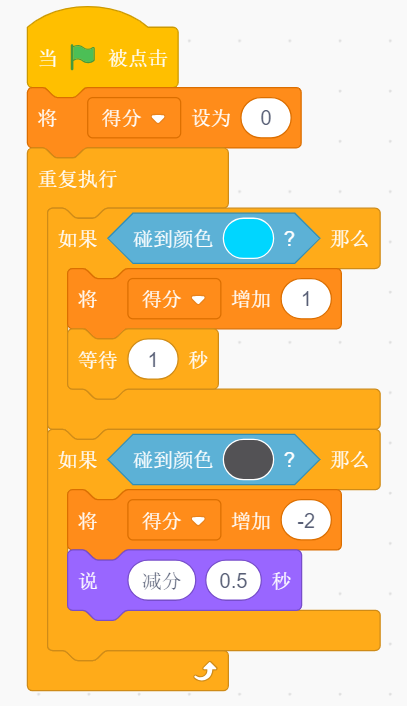 当 被点击
将 得分 设为 0
重复执行
如果 碰到颜色 ? 那么
将 得分 增加 1
等待 1 秒
如果 碰到颜色 ? 那么
将 得分 增加 -2
说 减分 0.5 秒